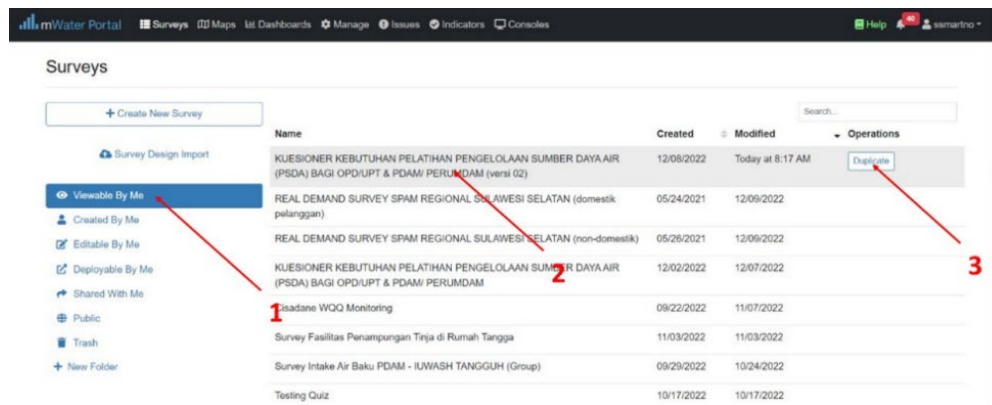 mWater Portal Surveys Maps Dashboards Manage Issues Indicators Consoles Help 40 ssmartno
Surveys
+ Create New Survey
Survey Design Import
Viewable By Me
Created By Me
Editable By Me
Deployable By Me
Shared With Me
Public
Trash
+ New Folder
Search...
Name Created Modified Operations
KUESIONER KEBUTUHAN PELATIHAN PENGELOLAAN SUMBER DAYA AIR 12/08/2022 Today at 8:17 AM Duplicate
(PSDA) BAGI OPD/UPT & PDAM/ PERUMDAM (versi 02)
REAL DEMAND SURVEY SPAM REGIONAL SULAWESI SELATAN (domestik 05/24/2021 12/09/2022
pelanggan)
REAL DEMAND SURVEY SPAM REGIONAL SULAWESI SELATAN (non-domestik) 05/26/2021 12/09/2022
KUESIONER KEBUTUHAN PELATIHAN PENGELOLAAN SUMBER DAYA AIR 12/02/2022 12/07/2022
(PSDA) BAGI OPD/UPT & PDAM/ PERUMDAM
Cisadane WQQ Monitoring 09/22/2022 11/07/2022
Survey Fasilitas Penampungan Tinja di Rumah Tangga 11/03/2022 11/03/2022
Survey Intake Air Baku PDAM - IUWASH TANGGUH (Group) 09/29/2022 10/24/2022
Testing Quiz 10/17/2022 10/17/2022
1
2
3